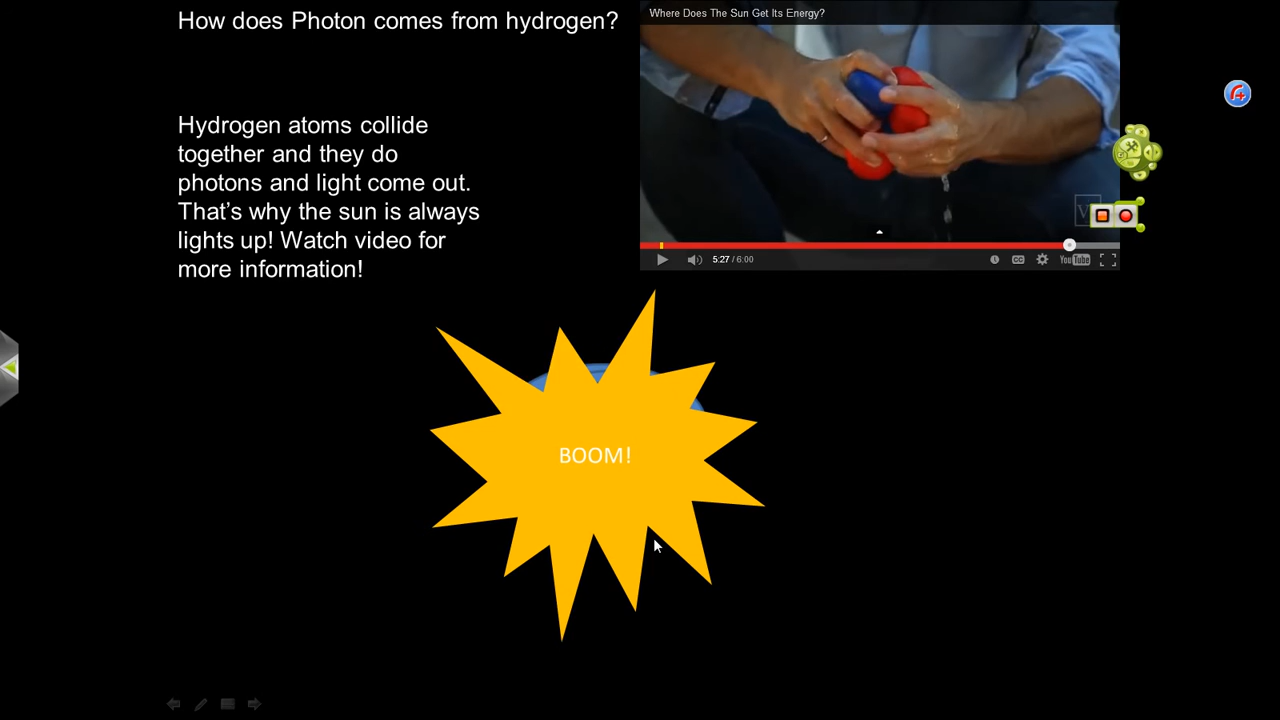 How does Photon comes from hydrogen?
Where Does The Sun Get Its Energy?
Hydrogen atoms collide
together and they do
photons and light come out.
That’s why the sun is always
lights up! Watch video for
more information!
V
5:27 / 6:00
CC
YouTube
BOOM!